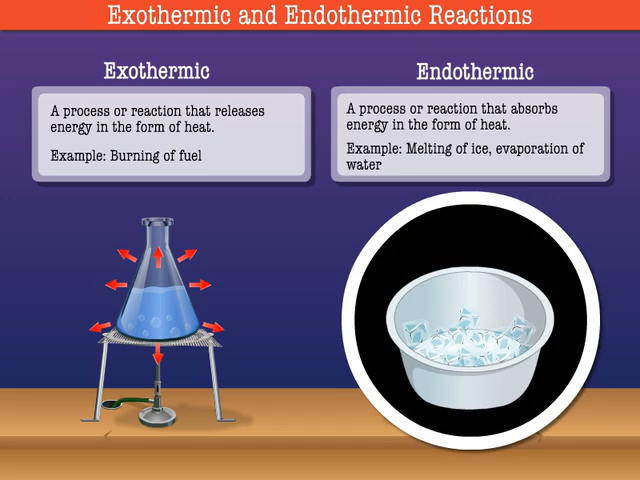 Exothermic and Endothermic Reactions
Exothermic
A process or reaction that releases
energy in the form of heat.
Example: Burning of fuel
Endothermic
A process or reaction that absorbs
energy in the form of heat.
Example: Melting of ice, evaporation of
water